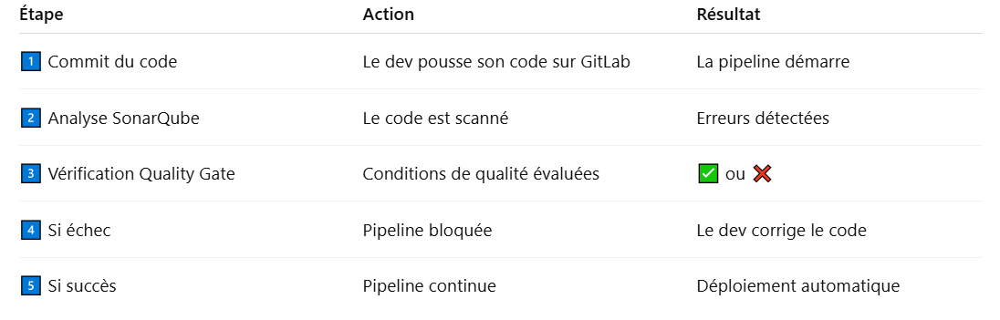 Étape Action Résultat
1 Commit du code Le dev pousse son code sur GitLab La pipeline démarre
2 Analyse SonarQube Le code est scanné Erreurs détectées
3 Vérification Quality Gate Conditions de qualité évaluées ✅ ou ❌
4 Si échec Pipeline bloquée Le dev corrige le code
5 Si succès Pipeline continue Déploiement automatique